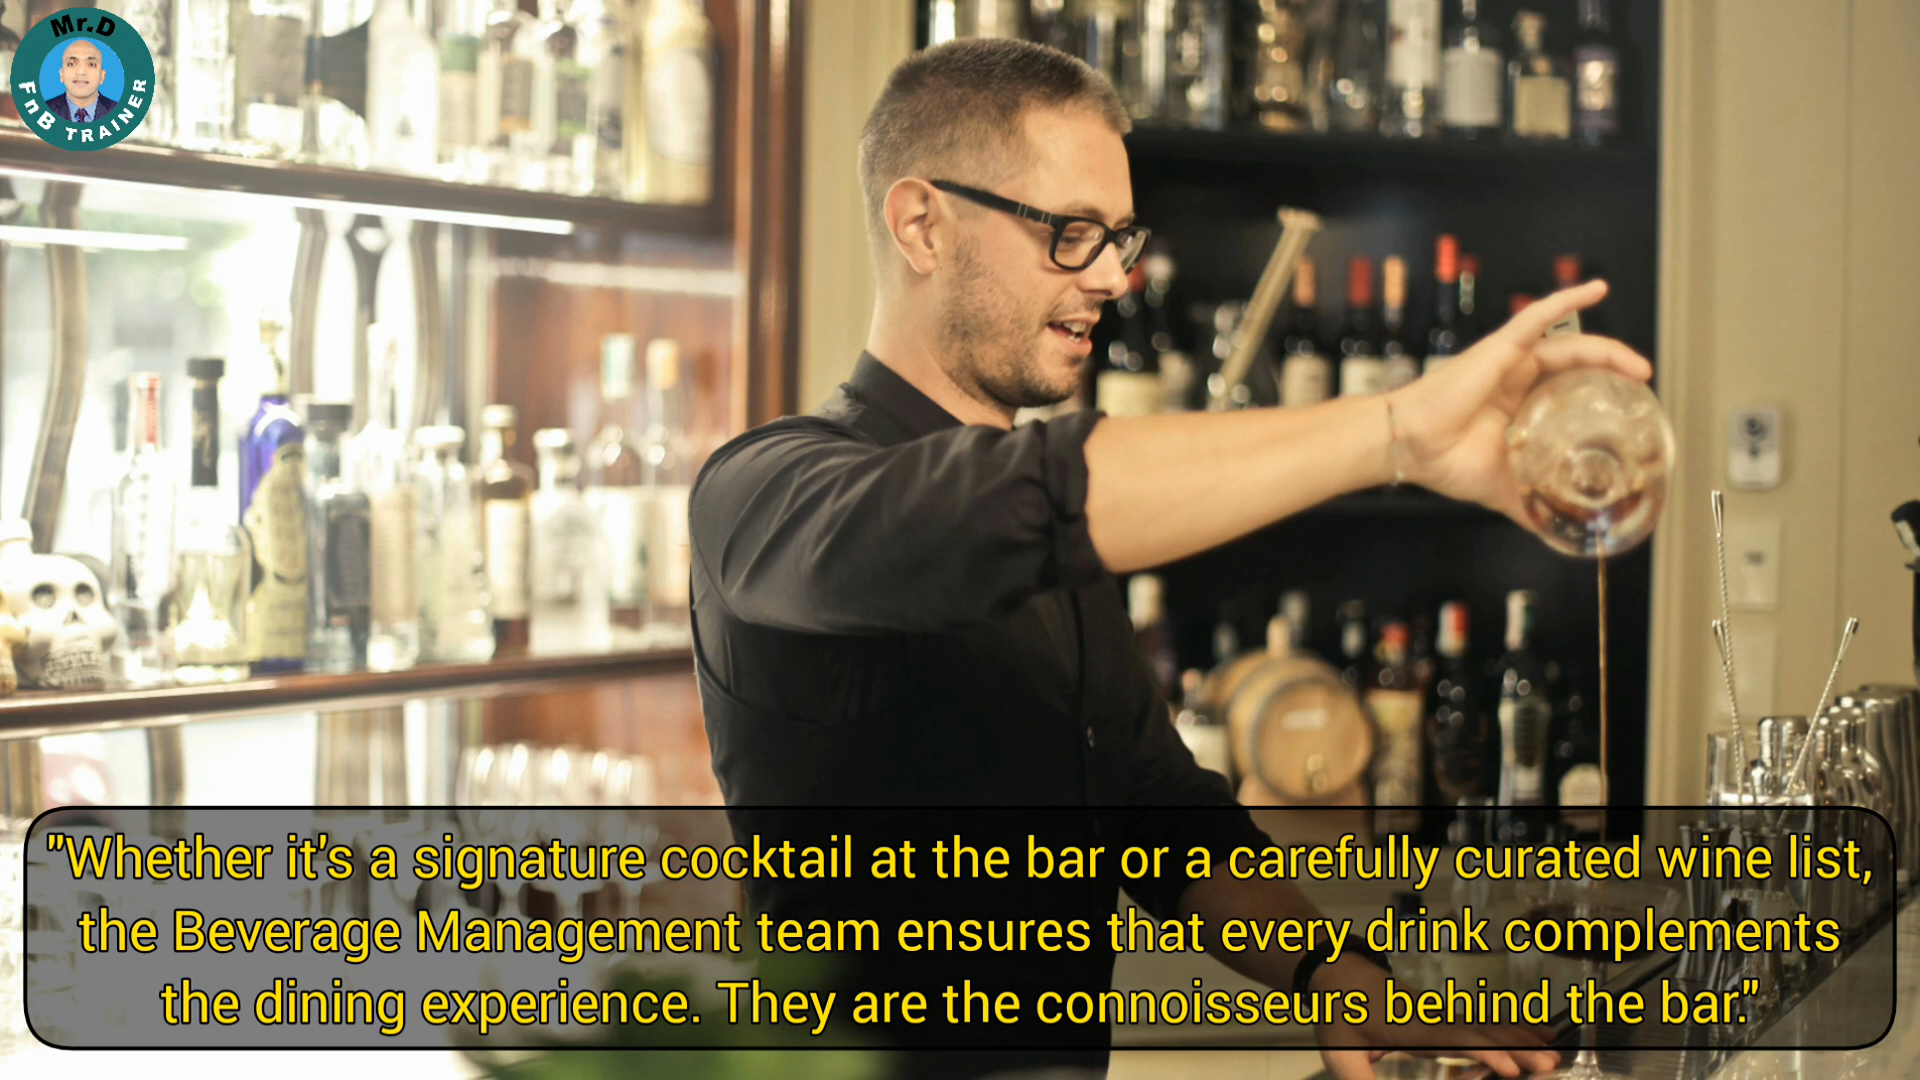 Mr.D
FnB TRAINER
"Whether it's a signature cocktail at the bar or a carefully curated wine list,
the Beverage Management team ensures that every drink complements
the dining experience. They are the connoisseurs behind the bar."